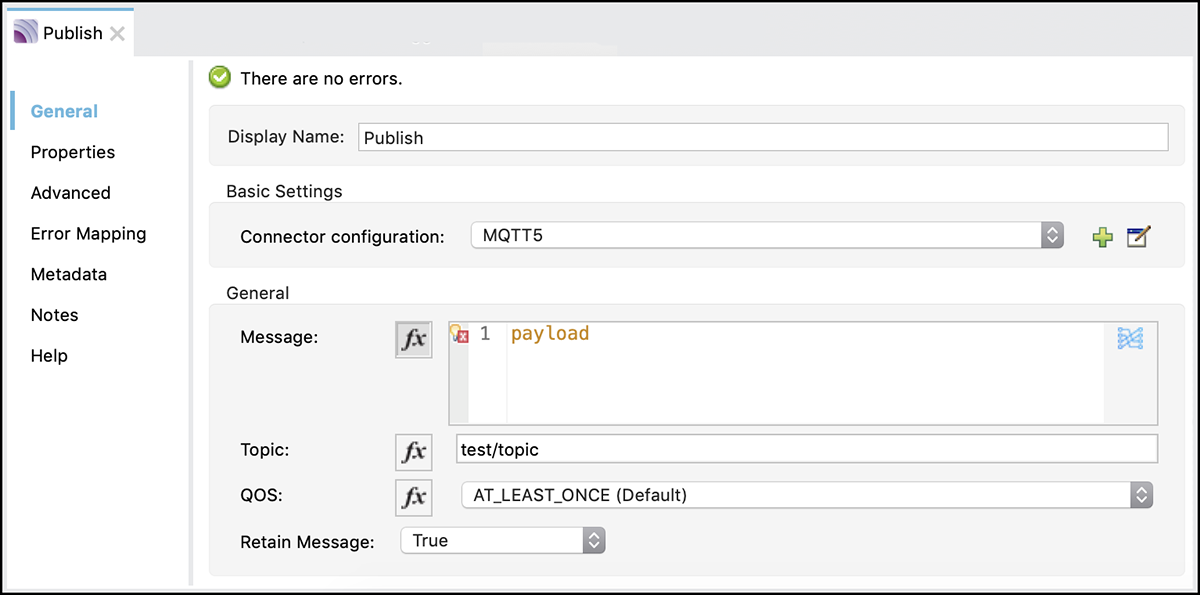 Publish
There are no errors.
General
Display Name: Publish
Properties
Basic Settings
Advanced
Connector configuration: MQTT5
Error Mapping
Metadata
General
Notes
Message: fx 1 payload
Help
Topic: fx test/topic
QOS: fx AT_LEAST_ONCE (Default)
Retain Message: True